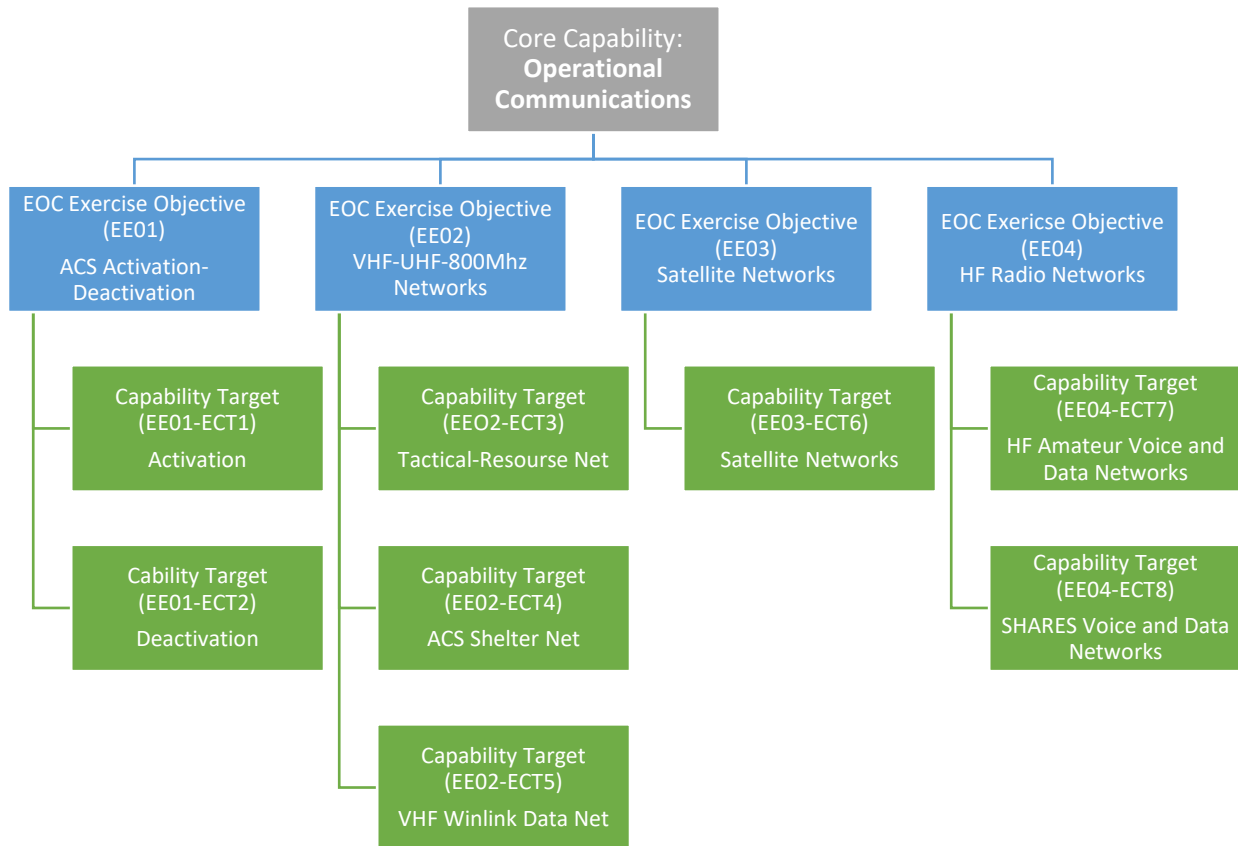 Core Capability:
Operational
Communications
EOC Exercise Objective
(EE01)
ACS Activation-
Deactivation
EOC Exercise Objective
(EE02)
VHF-UHF-800Mhz
Networks
EOC Exercise Objective
(EE03)
Satellite Networks
EOC Exericse Objective
(EE04)
HF Radio Networks
Capability Target
(EE01-ECT1)
Activation
Capability Target
(EEO2-ECT3)
Tactical-Resourse Net
Capability Target
(EE03-ECT6)
Satellite Networks
Capability Target
(EE04-ECT7)
HF Amateur Voice and
Data Networks
Cability Target
(EE01-ECT2)
Deactivation
Capability Target
(EE02-ECT4)
ACS Shelter Net
Capability Target
(EE04-ECT8)
SHARES Voice and Data
Networks
Capability Target
(EE02-ECT5)
VHF Winlink Data Net